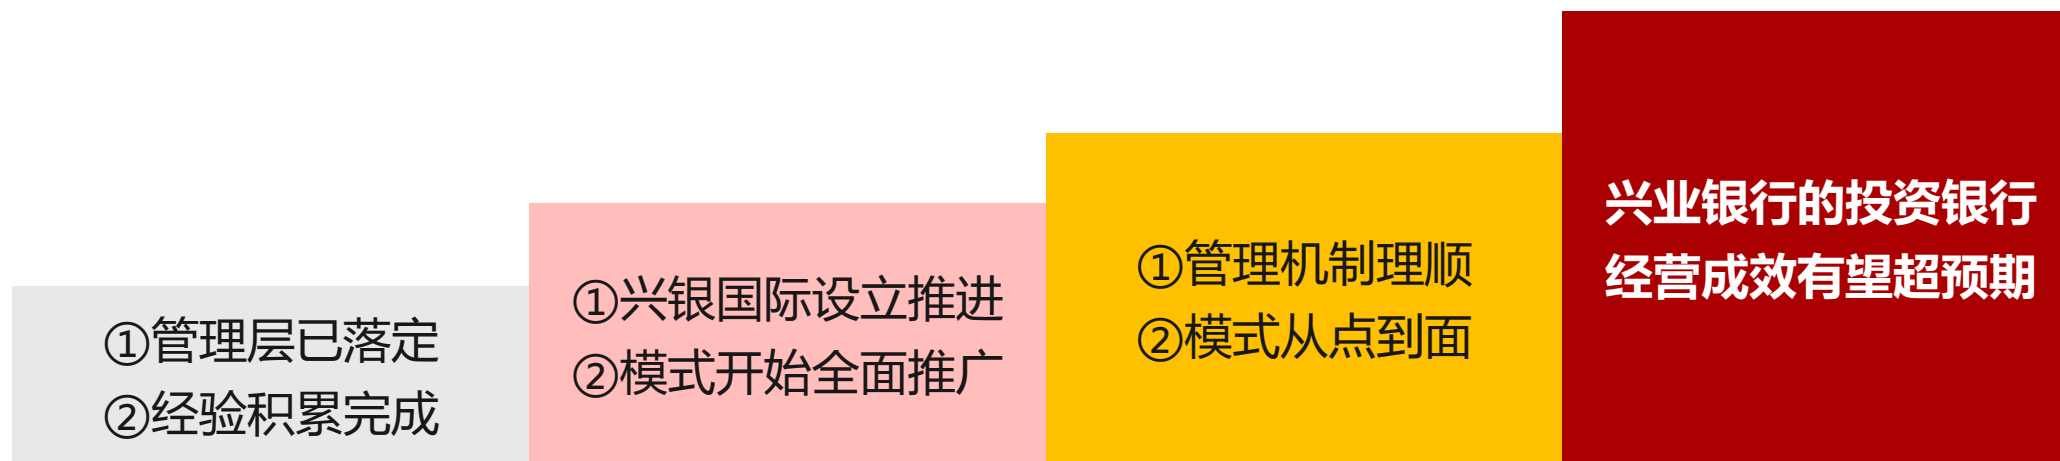 ①管理层已落定
②经验积累完成
①兴银国际设立推进
②模式开始全面推广
①管理机制理顺
②模式从点到面
兴业银行的投资银行
经营成效有望超预期